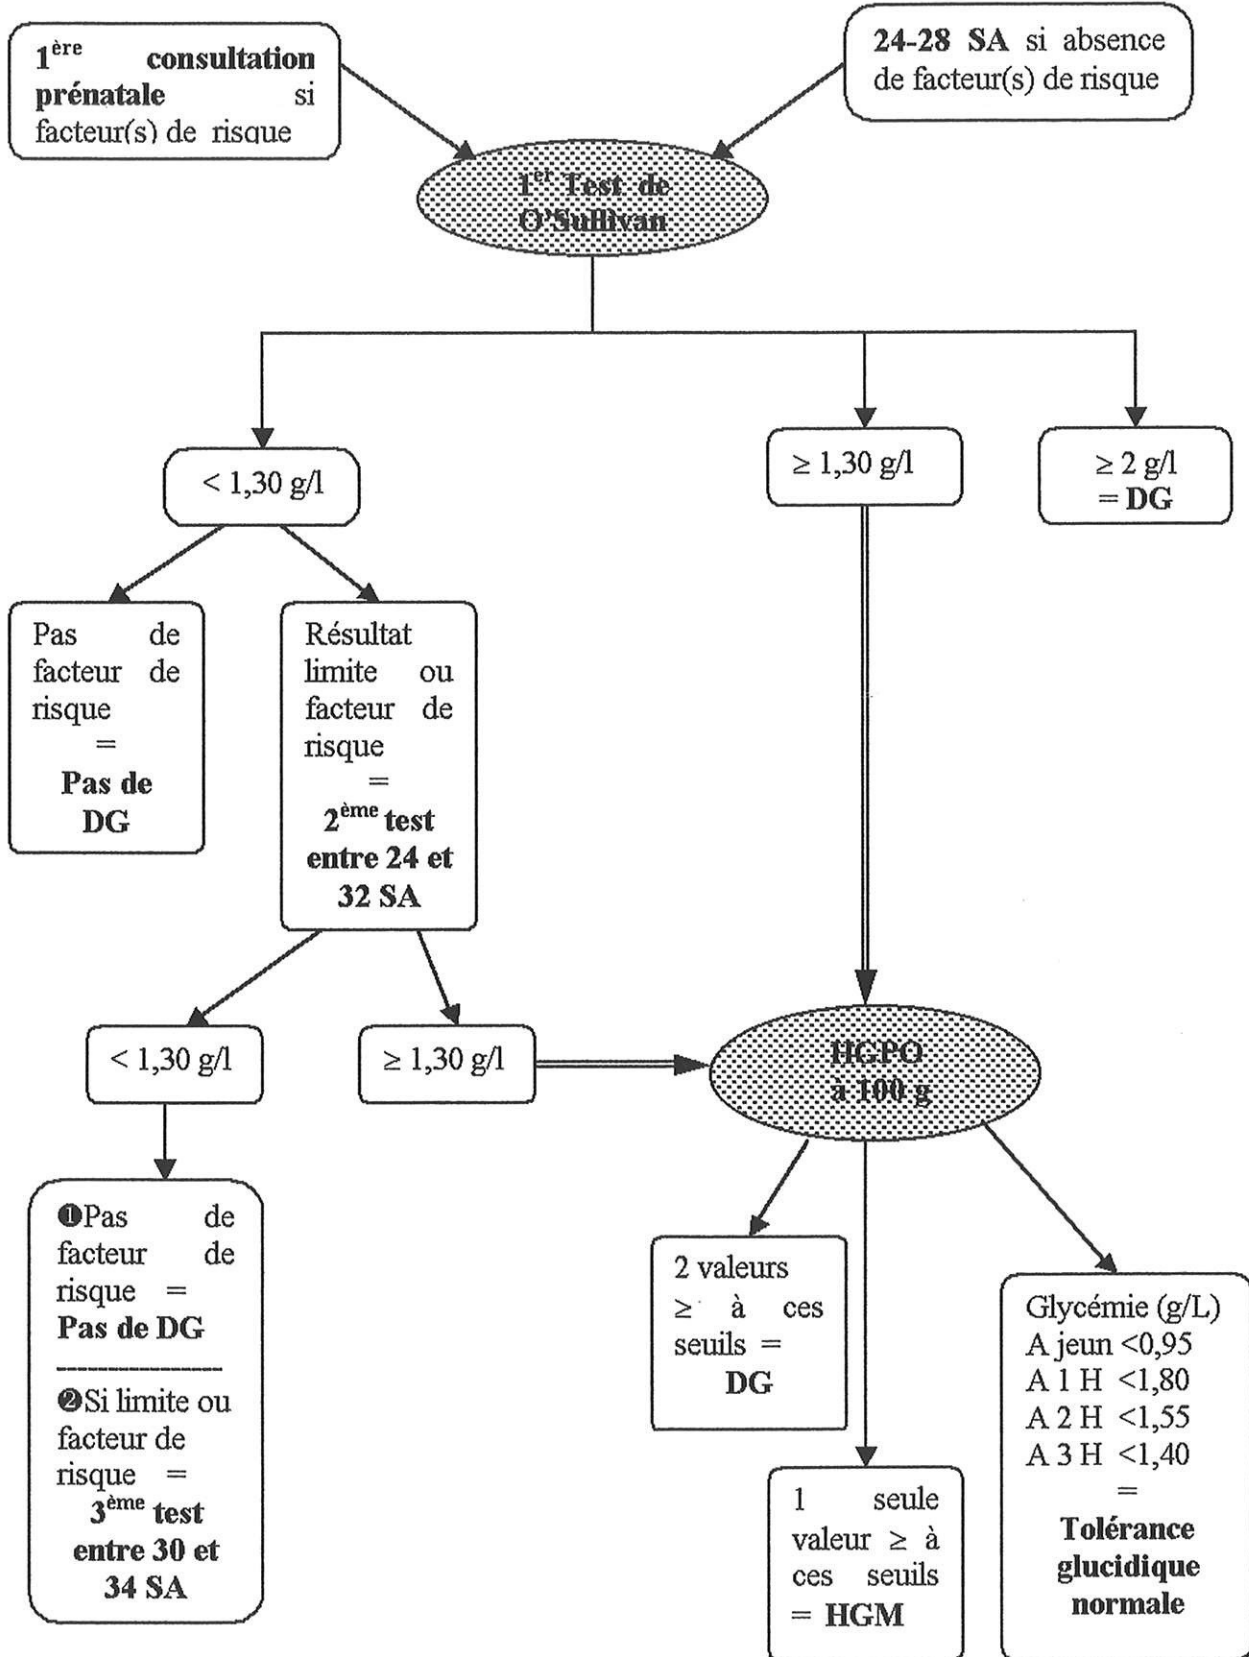 1ère consultation
prénatale si
facteur(s) de risque
24-28 SA si absence
de facteur(s) de risque
1er Test de
O'Sullivan
< 1,30 g/l
≥ 1,30 g/l
≥ 2 g/l
= DG
Pas de
facteur de
risque
=
Pas de
DG
Résultat
limite ou
facteur de
risque
=
2ème test
entre 24 et
32 SA
< 1,30 g/l
≥ 1,30 g/l
HGPO
à 100 g
❶Pas de
facteur de
risque =
Pas de DG
❷Si limite ou
facteur de
risque =
3ème test
entre 30 et
34 SA
2 valeurs
≥ à ces
seuils =
DG
1 seule
valeur ≥ à
ces seuils
= HGM
Glycémie (g/L)
A jeun <0,95
A 1 H <1,80
A 2 H <1,55
A 3 H <1,40
=
Tolérance
glucidique
normale